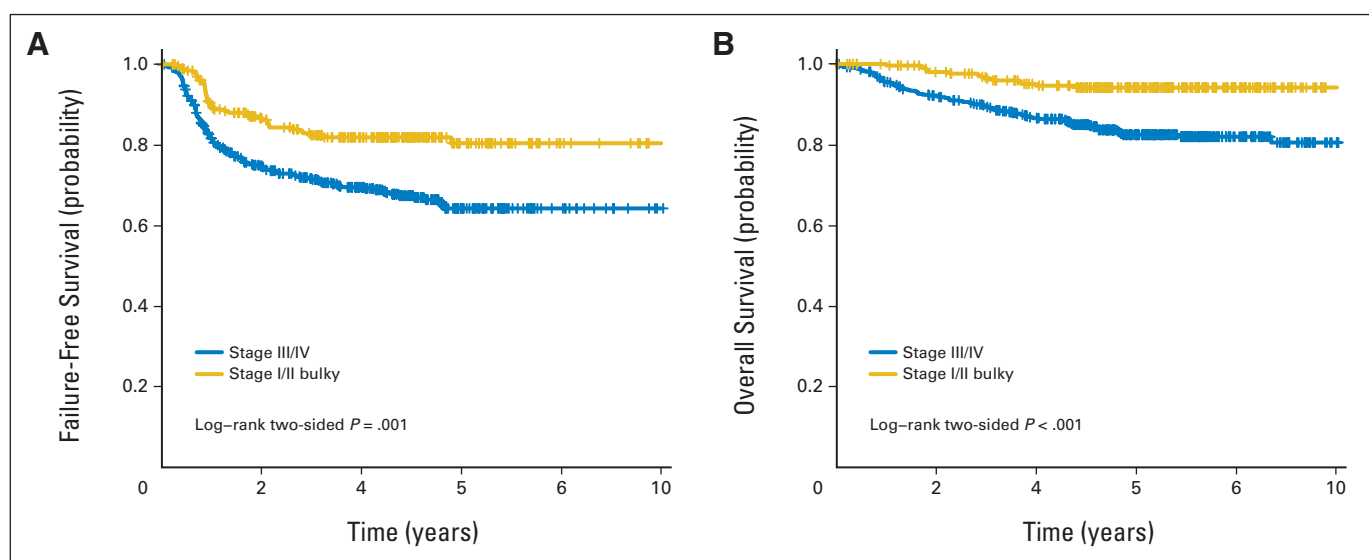 A
Failure-Free Survival (probability)
1.0
0.8
0.6
0.4
0.2
Stage III/IV
Stage I/II bulky
Log–rank two-sided P = .001
0 2 4 5 6 10
Time (years)
B
Overall Survival (probability)
1.0
0.8
0.6
0.4
0.2
Stage III/IV
Stage I/II bulky
Log–rank two-sided P < .001
0 2 4 5 6 10
Time (years)